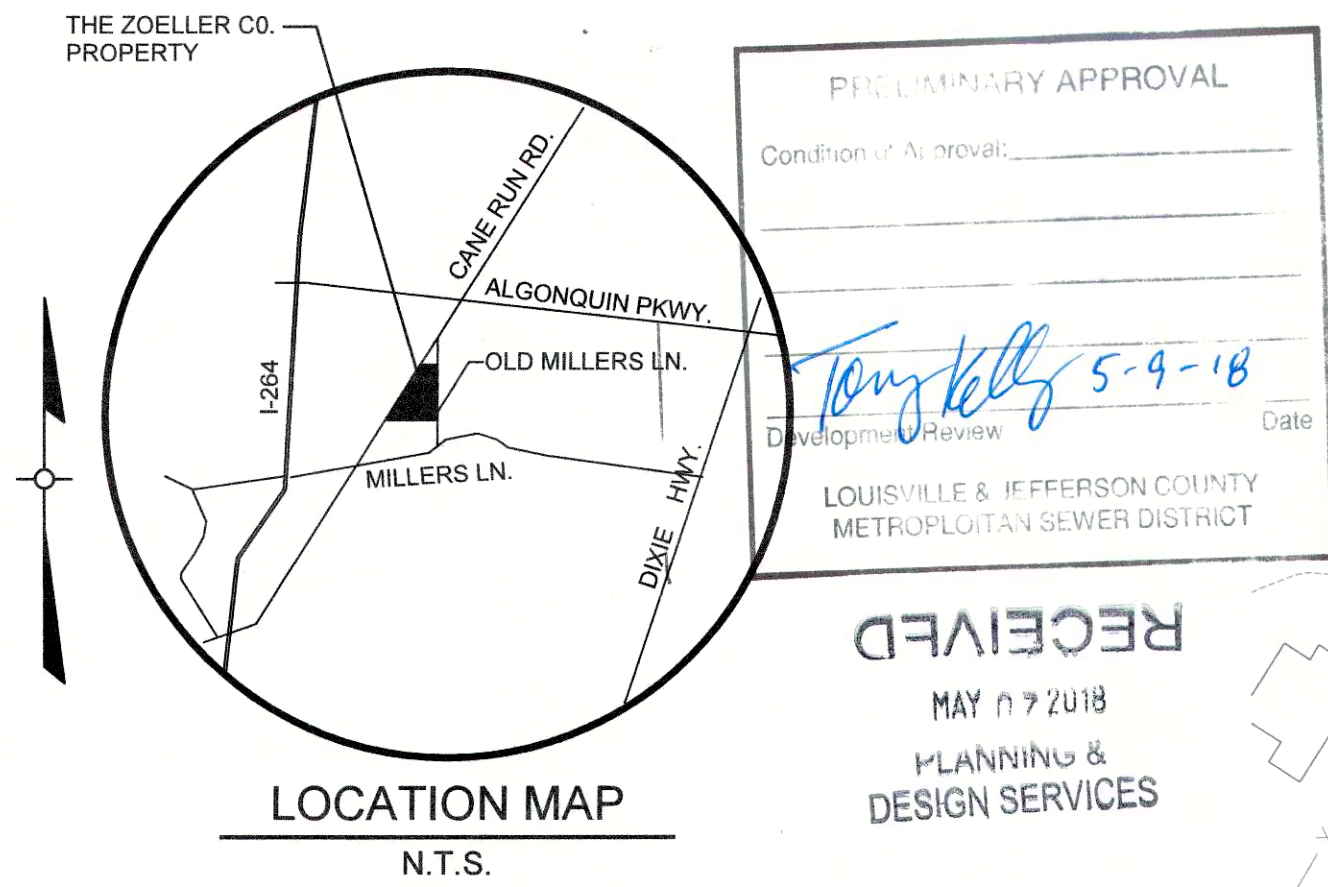 THE ZOELLER CO.
PROPERTY
CANE RUN RD.
ALGONQUIN PKWY.
OLD MILLERS LN.
I-264
MILLERS LN.
DIXIE HWY.
LOCATION MAP
N.T.S.
PRELIMINARY APPROVAL
Condition of Approval:
Tony Kelly 5-9-18
Development Review Date
LOUISVILLE & JEFFERSON COUNTY
METROPLOITAN SEWER DISTRICT
RECEIVED
MAY 07 2018
PLANNING &
DESIGN SERVICES